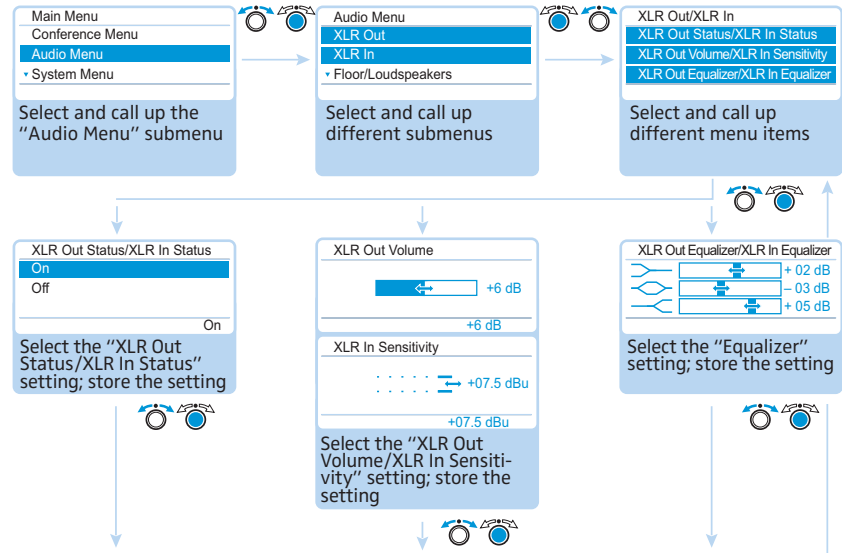 Main Menu
Conference Menu
Audio Menu
System Menu
Select and call up the
"Audio Menu" submenu
Audio Menu
XLR Out
XLR In
Floor/Loudspeakers
Select and call up
different submenus
XLR Out/XLR In
XLR Out Status/XLR In Status
XLR Out Volume/XLR In Sensitivity
XLR Out Equalizer/XLR In Equalizer
Select and call up
different menu items
XLR Out Status/XLR In Status
On
Off
On
Select the "XLR Out
Status/XLR In Status"
setting; store the setting
XLR Out Volume
+6 dB
+6 dB
XLR In Sensitivity
+07.5 dBu
+07.5 dBu
Select the "XLR Out
Volume/XLR In Sensiti-
vity" setting; store the
setting
XLR Out Equalizer/XLR In Equalizer
+ 02 dB
– 03 dB
+ 05 dB
Select the "Equalizer"
setting; store the setting